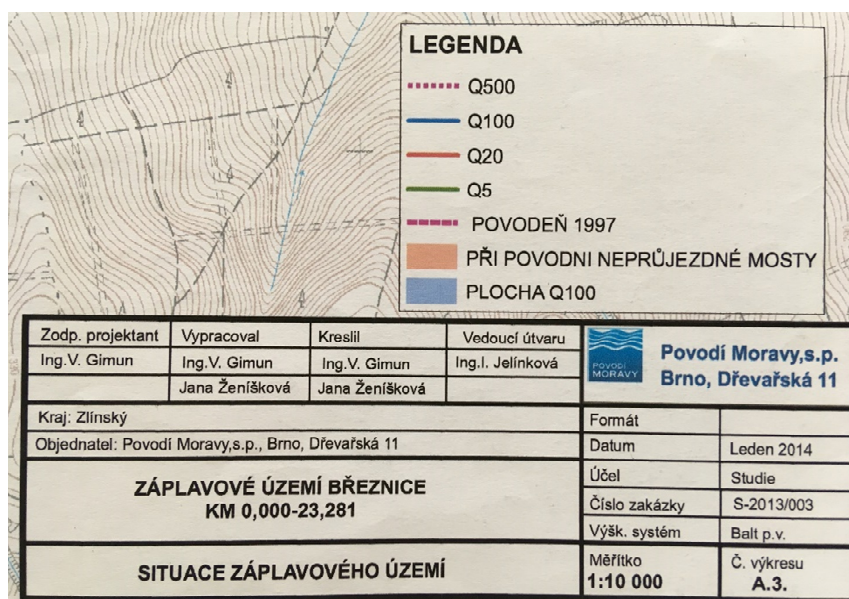 LEGENDA
Q500
Q100
Q20
Q5
POVODEŇ 1997
PŘI POVODNI NEPRŮJEZDNÉ MOSTY
PLOCHA Q100
Zodp. projektant Vypracoval Kreslil Vedoucí útvaru
Ing.V. Gimun Ing.V. Gimun Ing.V. Gimun Ing.I. Jelínková
Jana Ženíšková Jana Ženíšková
POVODÍ
MORAVY
Povodí Moravy,s.p.
Brno, Dřevařská 11
Kraj: Zlínský
Objednatel: Povodí Moravy,s.p., Brno, Dřevařská 11
ZÁPLAVOVÉ ÚZEMÍ BŘEZNICE
KM 0,000-23,281
SITUACE ZÁPLAVOVÉHO ÚZEMÍ
Formát
Datum Leden 2014
Účel Studie
Číslo zakázky S-2013/003
Výšk. systém Balt p.v.
Měřítko Č. výkresu
1:10 000 A.3.